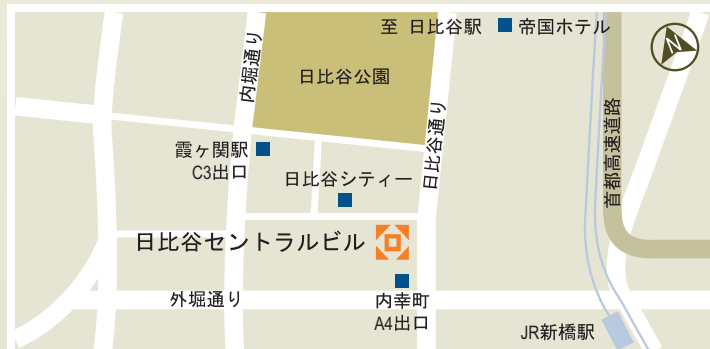 至 日比谷駅
帝国ホテル
N
内堀通り
日比谷公園
日比谷通り
首都高速道路
霞ヶ関駅
C3出口
日比谷シティー
日比谷セントラルビル
外堀通り
内幸町
A4出口
JR新橋駅